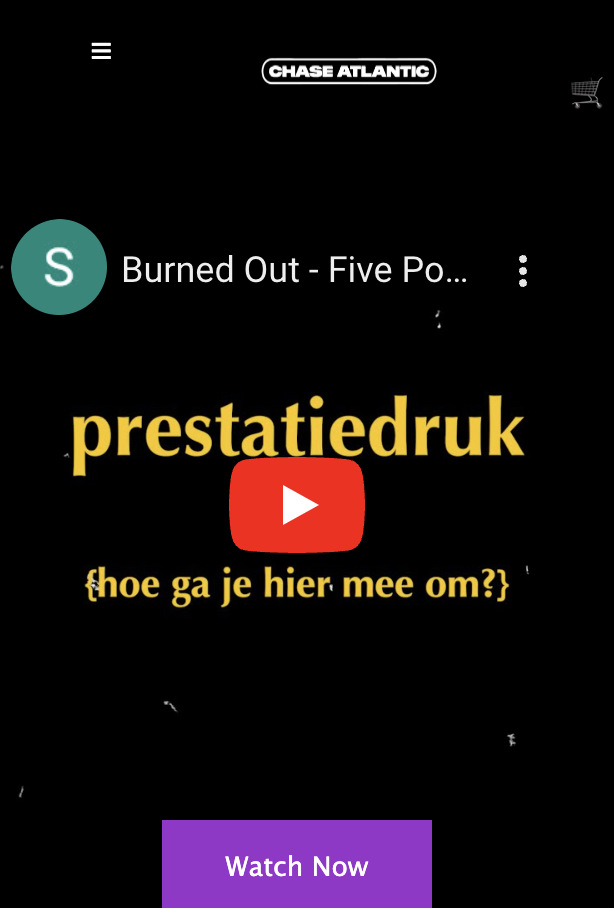 CHASE ATLANTIC
S
Burned Out - Five Po...
prestatiedruk
{hoe ga je hier mee om?}
Watch Now